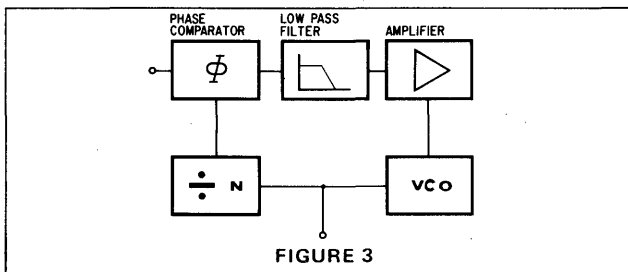 PHASE
COMPARATOR
LOW PASS
FILTER
AMPLIFIER
Φ
÷ N
VCO
FIGURE 3